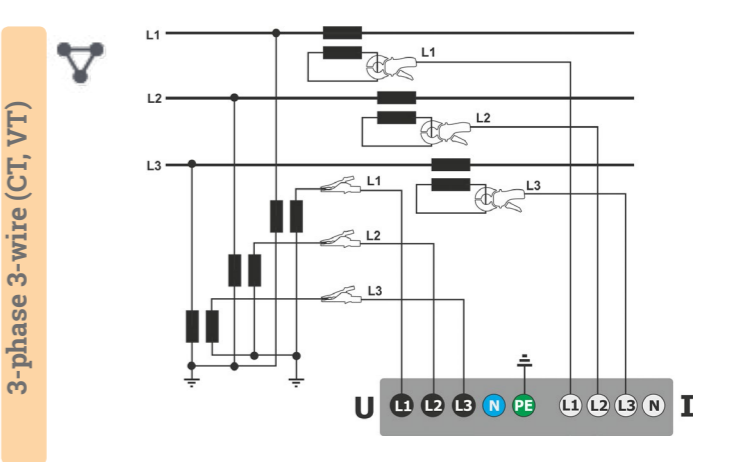 3-phase 3-wire (CT, VT)
L1
L1
L2
L2
L3
L1
L3
L2
L3
U L1 L2 L3 N PE L1 L2 L3 N I